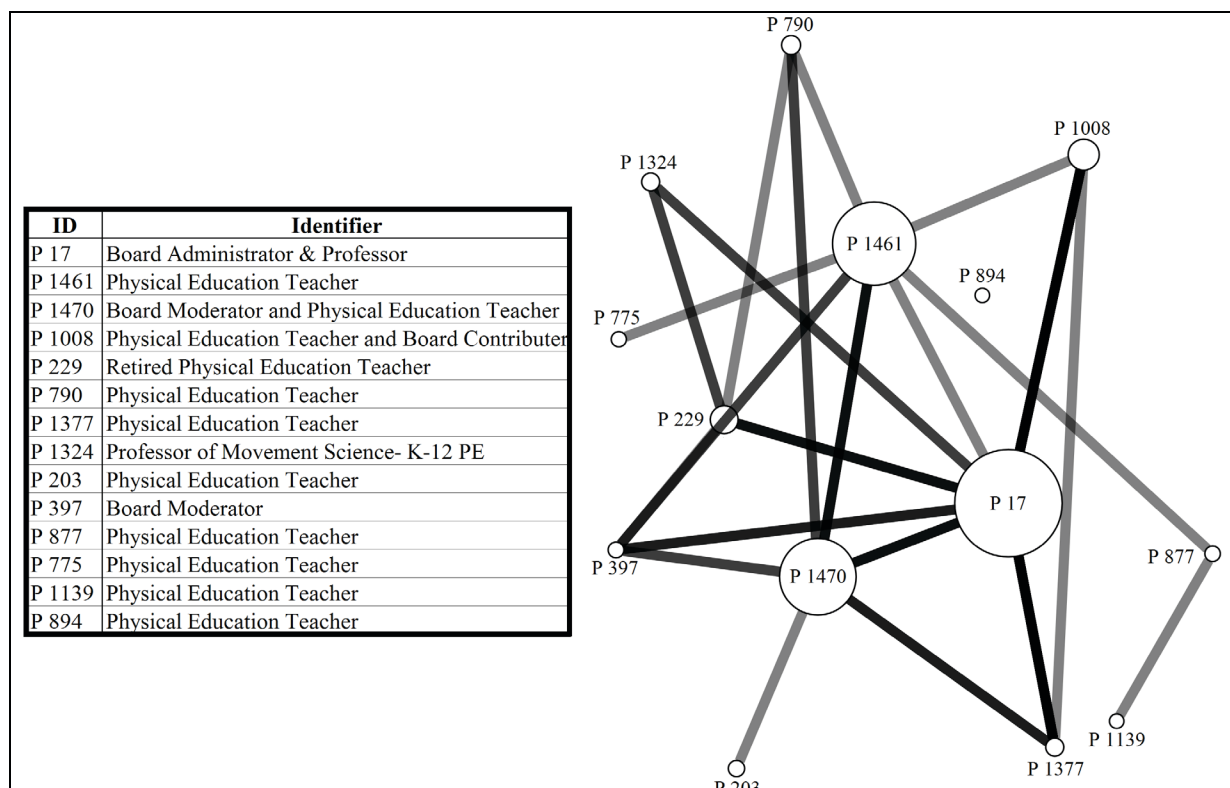 ID Identifier
P 17 Board Administrator & Professor
P 1461 Physical Education Teacher
P 1470 Board Moderator and Physical Education Teacher
P 1008 Physical Education Teacher and Board Contributer
P 229 Retired Physical Education Teacher
P 790 Physical Education Teacher
P 1377 Physical Education Teacher
P 1324 Professor of Movement Science- K-12 PE
P 203 Physical Education Teacher
P 397 Board Moderator
P 877 Physical Education Teacher
P 775 Physical Education Teacher
P 1139 Physical Education Teacher
P 894 Physical Education Teacher
P 790
P 1008
P 1324
P 1461
P 894
P 775
P 229
P 17
P 397
P 877
P 1470
P 1139
P 1377
P 203